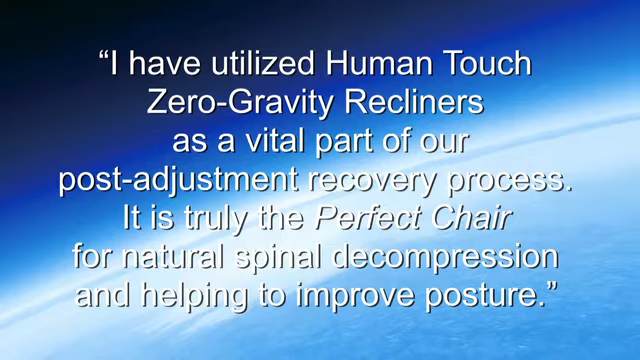 “I have utilized Human Touch
Zero-Gravity Recliners
as a vital part of our
post-adjustment recovery process.
It is truly the Perfect Chair
for natural spinal decompression
and helping to improve posture.”